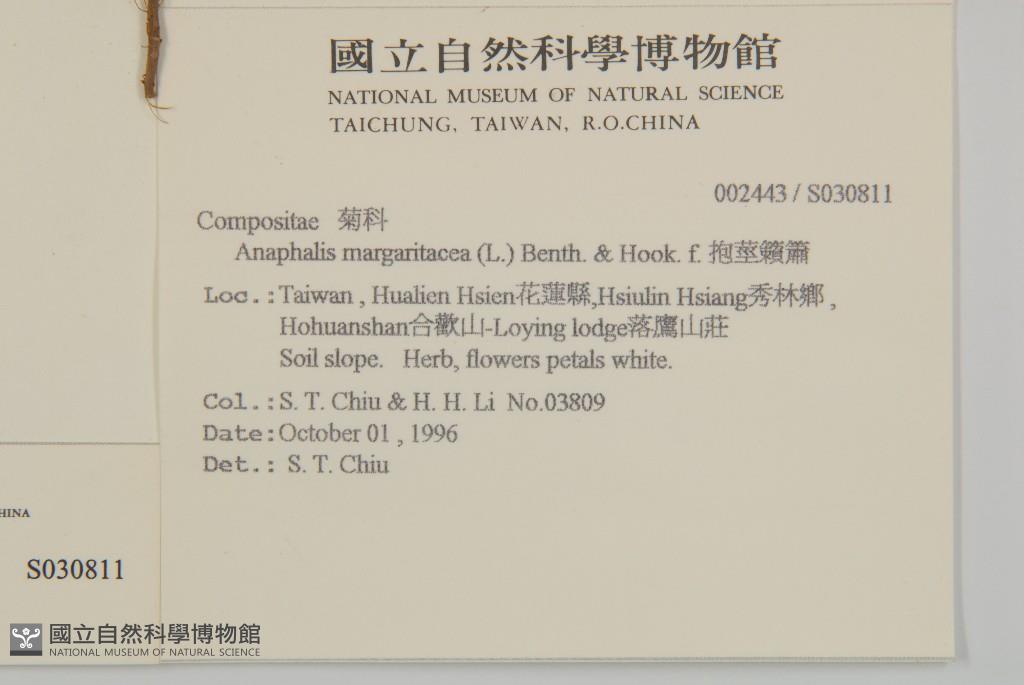 國立自然科學博物館
NATIONAL MUSEUM OF NATURAL SCIENCE
TAICHUNG, TAIWAN, R.O.CHINA
002443 / S030811
Compositae 菊科
Anaphalis margaritacea (L.) Benth. & Hook. f. 抱莖籟簫
Loc.:Taiwan , Hualien Hsien花蓮縣,Hsiulin Hsiang秀林鄉 ,
Hohuanshan合歡山-Loying lodge落鷹山莊
Soil slope. Herb, flowers petals white.
Col.:S. T. Chiu & H. H. Li No.03809
Date:October 01 , 1996
Det.: S. T. Chiu
HINA
S030811
國立自然科學博物館
NATIONAL MUSEUM OF NATURAL SCIENCE